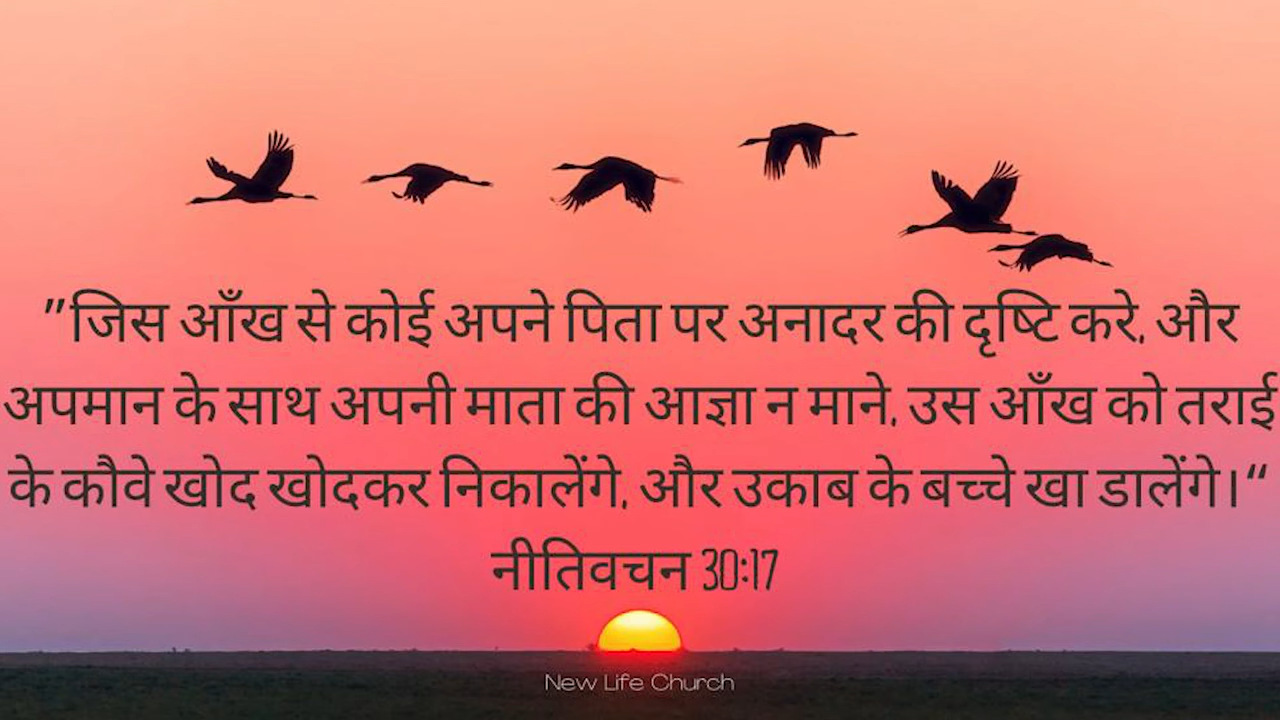 "जिस आँख से कोई अपने पिता पर अनादर की दृष्टि करे, और
अपमान के साथ अपनी माता की आज्ञा न माने, उस आँख को तराई
के कौवे खोद खोदकर निकालेंगे, और उकाब के बच्चे खा डालेंगे।“
नीतिवचन 30:17
New Life Church